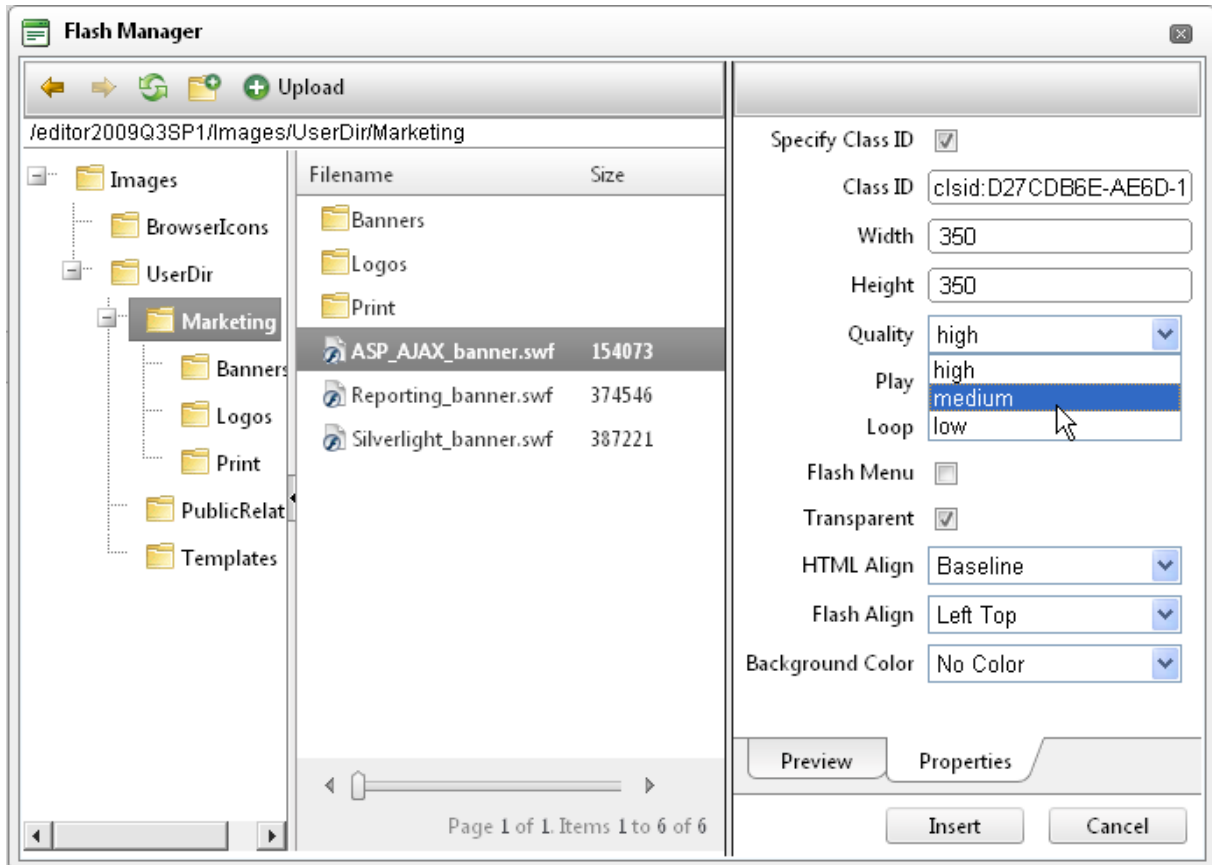 Flash Manager
Upload
/editor2009Q3SP1/Images/UserDir/Marketing
Images
BrowserIcons
UserDir
Marketing
Banners
Logos
Print
PublicRelat
Templates
Filename Size
Banners
Logos
Print
ASP_AJAX_banner.swf 154073
Reporting_banner.swf 374546
Silverlight_banner.swf 387221
Page 1 of 1. Items 1 to 6 of 6
Specify Class ID
Class ID clsid:D27CDB6E-AE6D-1
Width 350
Height 350
Quality high
high
Play
medium
Loop low
Flash Menu
Transparent
HTML Align Baseline
Flash Align Left Top
Background Color No Color
Preview Properties
Insert Cancel